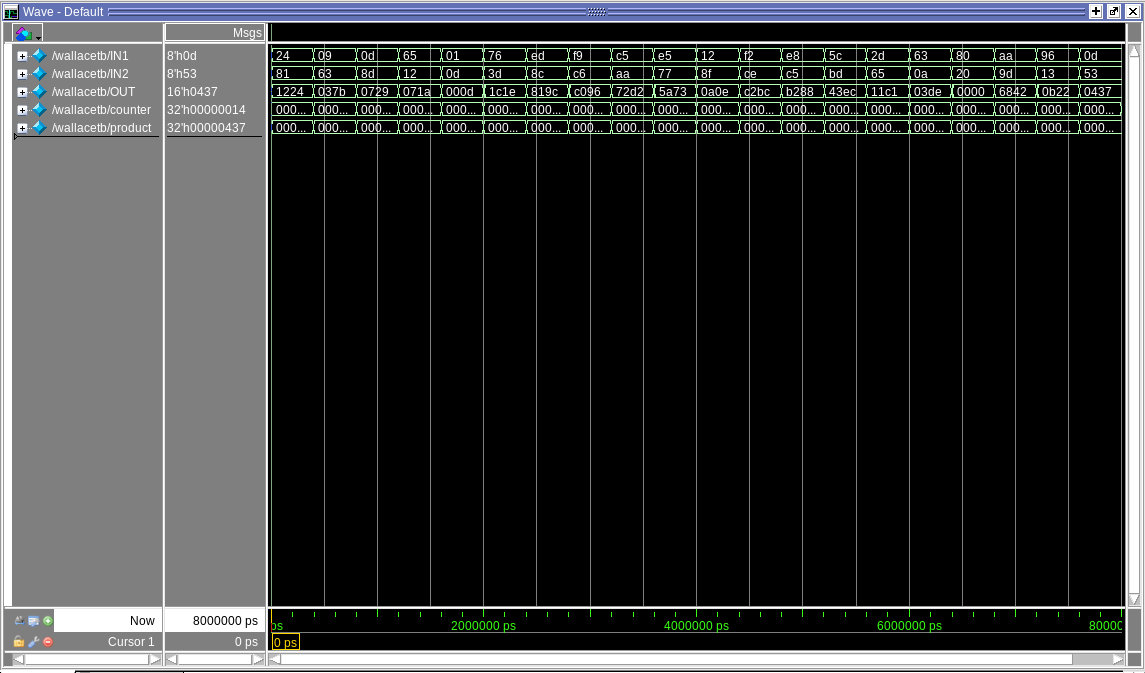 Wave - Default
Msgs
/wallacetb/IN1 8'h0d 24 09 0d 65 01 76 ed f9 c5 e5 12 f2 e8 5c 2d 63 80 aa 96 0d
/wallacetb/IN2 8'h53 81 63 8d 12 0d 3d 8c c6 aa 77 8f ce c5 bd 65 0a 20 9d 13 53
/wallacetb/OUT 16'h0437 1224 037b 0729 071a 000d 1c1e 819c c096 72d2 5a73 0a0e c2bc b288 43ec 11c1 03de 0000 6842 0b22 0437
/wallacetb/counter 32'h00000014 000... 000... 000... 000... 000... 000... 000... 000... 000... 000... 000... 000... 000... 000... 000... 000... 000... 000... 000... 000...
/wallacetb/product 32'h00000437 000... 000... 000... 000... 000... 000... 000... 000... 000... 000... 000... 000... 000... 000... 000... 000... 000... 000... 000... 000...
Now 8000000 ps ps 2000000 ps 4000000 ps 6000000 ps 80000
Cursor 1 0 ps 0 ps